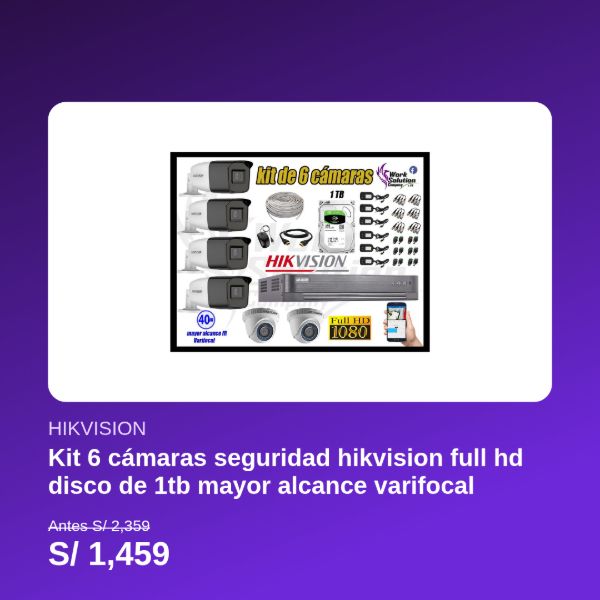 kit de 6 cámaras
Work
Solution
Company
1 TB
HIKVISION
40m
mayor alcance !!!
Varifocal
Full HD
1080
HIKVISION
Kit 6 cámaras seguridad hikvision full hd
disco de 1tb mayor alcance varifocal
Antes S/ 2,359
S/ 1,459